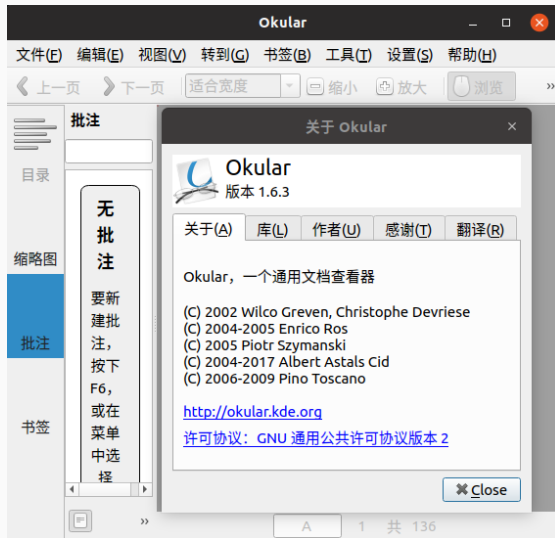 Okular
文件(F) 编辑(E) 视图(V) 转到(G) 书签(B) 工具(T) 设置(S) 帮助(H)
上一页 下一页 适合宽度 缩小 放大 浏览 »
目录
缩略图
批注
书签
批注
无
批
注
要新
建批
注，
按下
F6，
或在
菜单
中选
择
»
关于 Okular
Okular
版本 1.6.3
关于(A) 库(L) 作者(U) 感谢(T) 翻译(R)
Okular，一个通用文档查看器
(C) 2002 Wilco Greven, Christophe Devriese
(C) 2004-2005 Enrico Ros
(C) 2005 Piotr Szymanski
(C) 2004-2017 Albert Astals Cid
(C) 2006-2009 Pino Toscano
http://okular.kde.org
许可协议：GNU 通用公共许可协议版本 2
Close
A 1 共 136